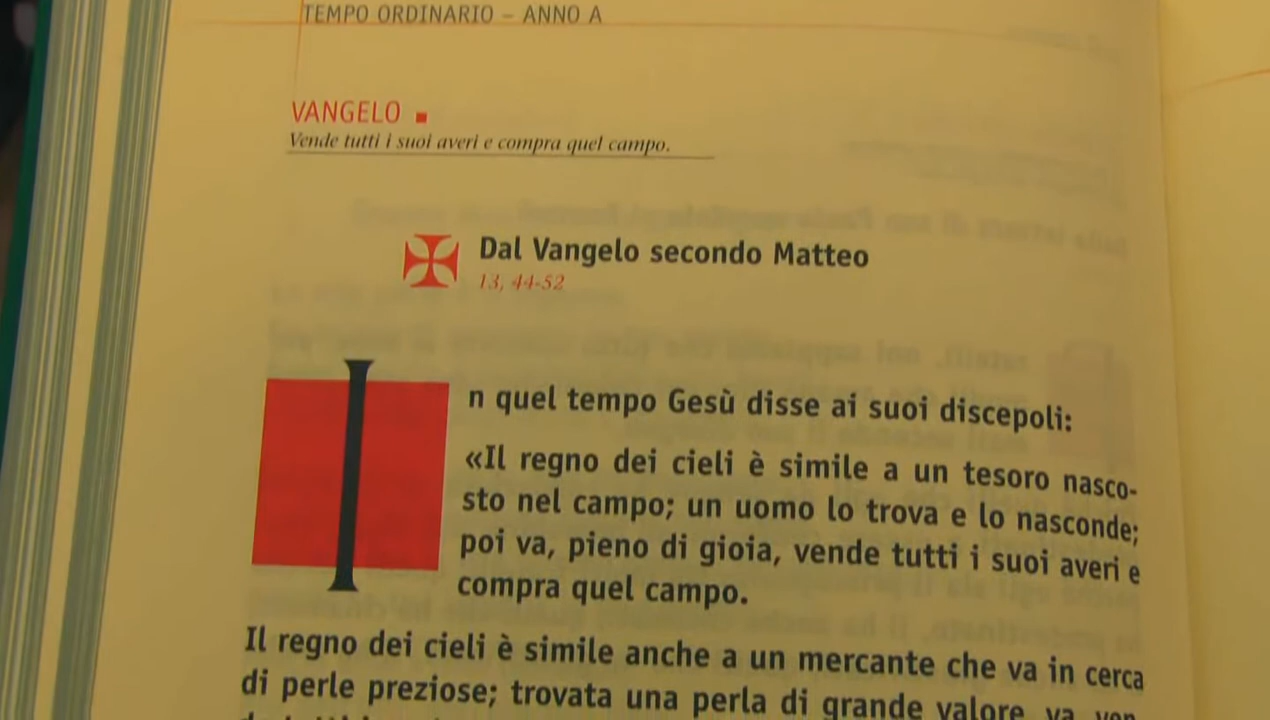 TEMPO ORDINARIO – ANNO A
VANGELO ■
Vende tutti i suoi averi e compra quel campo.
Dal Vangelo secondo Matteo
13, 44-52
In quel tempo Gesù disse ai suoi discepoli:
«Il regno dei cieli è simile a un tesoro nasco-
sto nel campo; un uomo lo trova e lo nasconde;
poi va, pieno di gioia, vende tutti i suoi averi e
compra quel campo.
Il regno dei cieli è simile anche a un mercante che va in cerca
di perle preziose; trovata una perla di grande valore, va, ven-